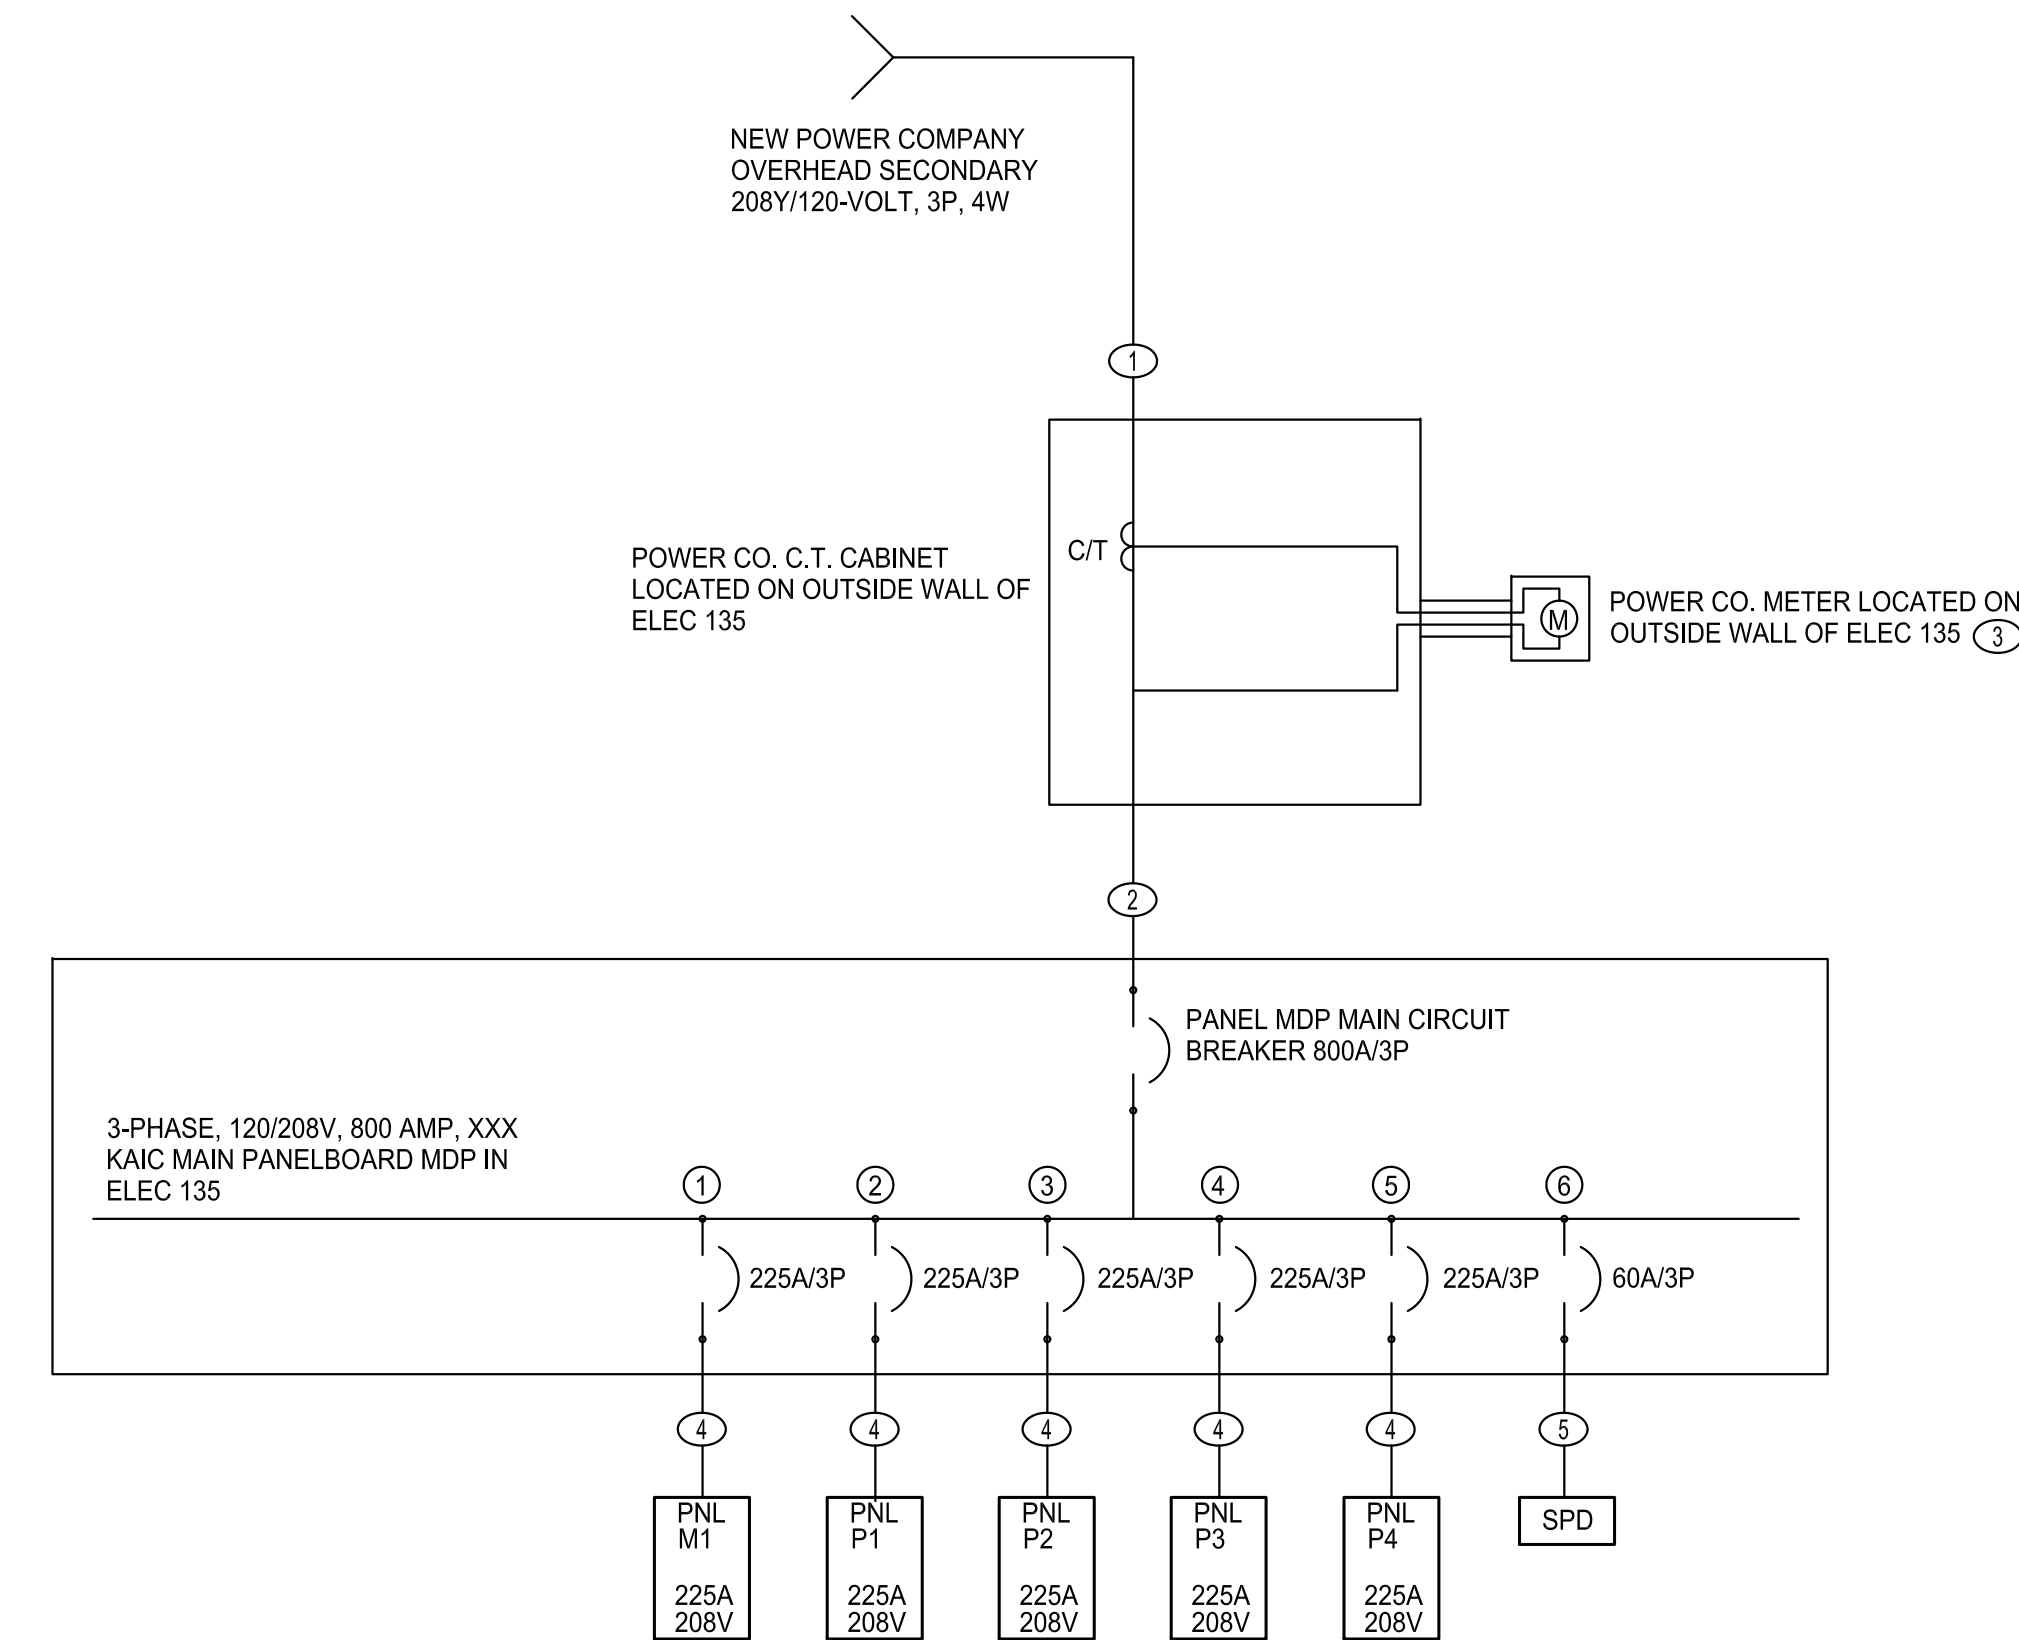 NEW POWER COMPANY
OVERHEAD SECONDARY
208Y/120-VOLT, 3P, 4W
1
POWER CO. C.T. CABINET
LOCATED ON OUTSIDE WALL OF
ELEC 135
C/T
M
POWER CO. METER LOCATED ON
OUTSIDE WALL OF ELEC 135 3
2
PANEL MDP MAIN CIRCUIT
BREAKER 800A/3P
3-PHASE, 120/208V, 800 AMP, XXX
KAIC MAIN PANELBOARD MDP IN
ELEC 135
1 2 3 4 5 6
225A/3P 225A/3P 225A/3P 225A/3P 225A/3P 60A/3P
4 4 4 4 4 5
PNL
M1
225A
208V
PNL
P1
225A
208V
PNL
P2
225A
208V
PNL
P3
225A
208V
PNL
P4
225A
208V
SPD